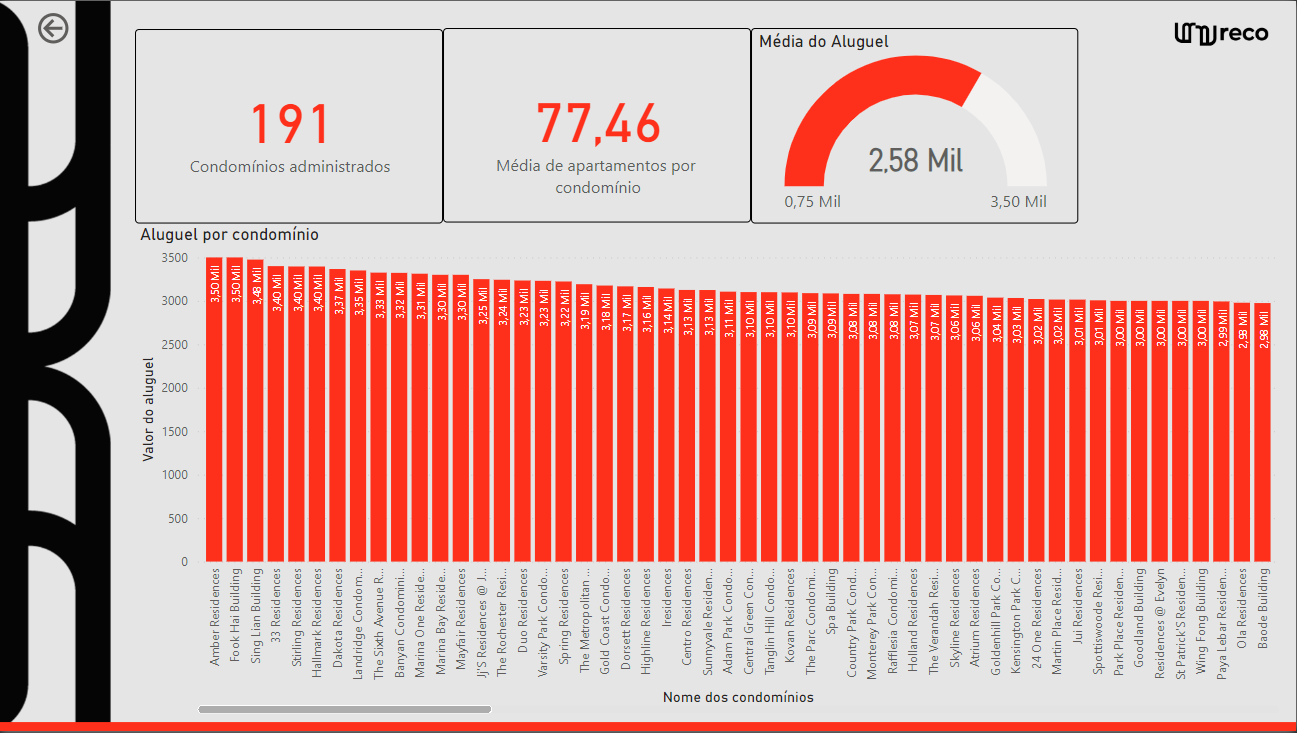 reco
191
Condomínios administrados
77,46
Média de apartamentos por
condomínio
Média do Aluguel
2,58 Mil
0,75 Mil
3,50 Mil
Aluguel por condomínio
Valor do aluguel
3500
3000
2500
2000
1500
1000
500
0
3,50 Mil
3,50 Mil
3,48 Mil
3,40 Mil
3,40 Mil
3,40 Mil
3,37 Mil
3,35 Mil
3,33 Mil
3,32 Mil
3,31 Mil
3,30 Mil
3,30 Mil
3,25 Mil
3,24 Mil
3,23 Mil
3,23 Mil
3,22 Mil
3,19 Mil
3,18 Mil
3,17 Mil
3,16 Mil
3,14 Mil
3,13 Mil
3,13 Mil
3,11 Mil
3,10 Mil
3,10 Mil
3,10 Mil
3,09 Mil
3,09 Mil
3,08 Mil
3,08 Mil
3,08 Mil
3,07 Mil
3,07 Mil
3,06 Mil
3,06 Mil
3,04 Mil
3,03 Mil
3,02 Mil
3,02 Mil
3,01 Mil
3,01 Mil
3,00 Mil
3,00 Mil
3,00 Mil
3,00 Mil
3,00 Mil
2,99 Mil
2,98 Mil
2,98 Mil
Amber Residences
Fook Hai Building
Sing Lian Building
33 Residences
Stirling Residences
Hallmark Residences
Dakota Residences
Landridge Condom...
The Sixth Avenue R...
Banyan Condomini...
Marina One Reside...
Marina Bay Reside...
Mayfair Residences
Jj'S Residences @ J...
The Rochester Resi...
Duo Residences
Varsity Park Condo...
Spring Residences
The Metropolitan ...
Gold Coast Condo...
Dorsett Residences
Highline Residences
Iresidences
Centro Residences
Sunnyvale Residen...
Adam Park Condo...
Central Green Con...
Tanglin Hill Condo...
Kovan Residences
The Parc Condomi...
Spa Building
Country Park Cond...
Monterey Park Con...
Rafflesia Condomi...
Holland Residences
The Verandah Resi...
Skyline Residences
Atrium Residences
Goldenhill Park Co...
Kensington Park C...
24 One Residences
Martin Place Resid...
Jui Residences
Spottiswoode Resi...
Park Place Residen...
Goodland Building
Residences @ Evelyn
St Patrick'S Residen...
Wing Fong Building
Paya Lebar Residen...
Ola Residences
Baode Building
Nome dos condomínios